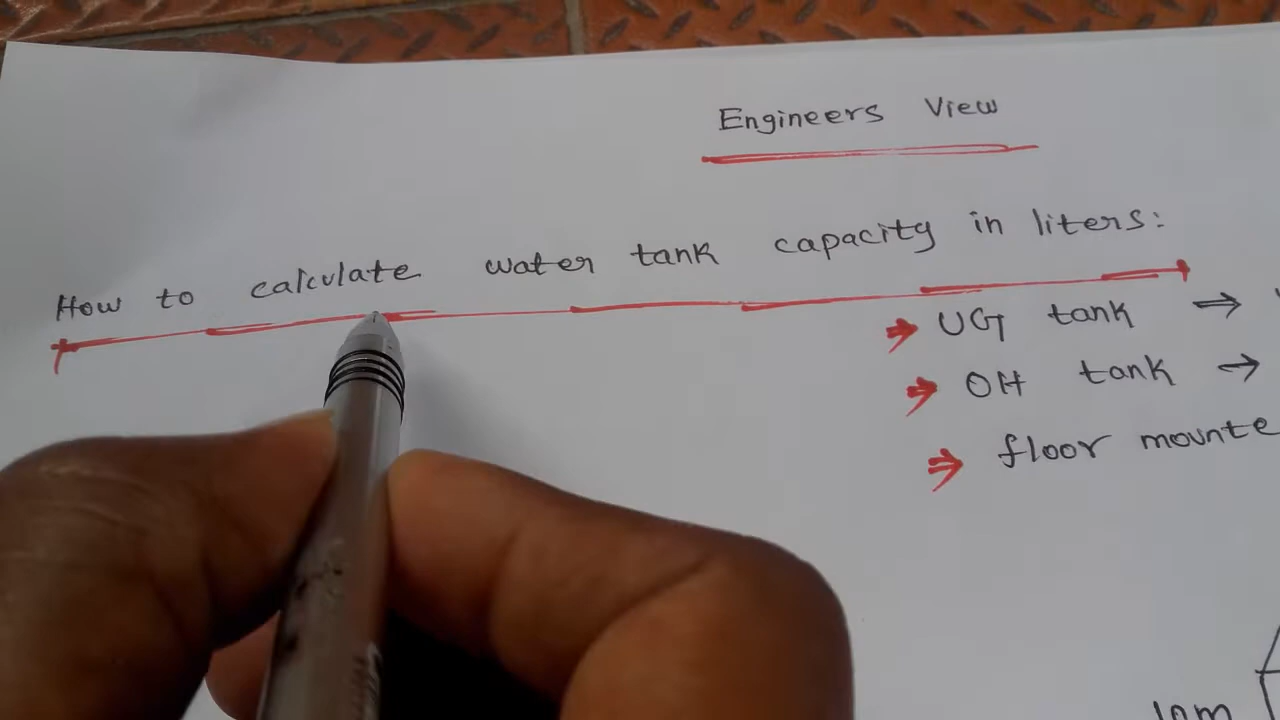 Engineers View
How to calculate water tank capacity in liters:
UG tank →
OH tank →
floor mounte